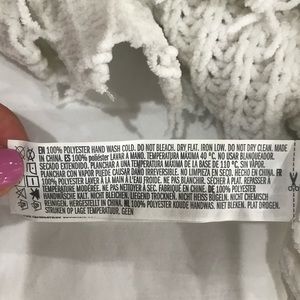 EN 100% POLYESTER HAND WASH COLD. DO NOT BLEACH. DRY FLAT. IRON LOW. DO NOT DRY CLEAN. MADE
IN CHINA. ES 100% poliéster LAVAR A MANO. TEMPERATURA MÁXIMA 40 °C. NO USAR BLANQUEADOR.
SECADO EXTENDIDO. PLANCHAR A UNA TEMPERATURA MÁXIMA DE LA BASE DE 110 °C, SIN VAPOR.
PLANCHAR CON VAPOR PUEDE CAUSAR DAÑO IRREVERSIBLE. NO LIMPIEZA EN SECO. HECHO EN CHINA. FR
100% POLYESTER LAVER À LA MAIN À L'EAU FROIDE. NE PAS BLANCHIR. SÉCHER À PLAT. REPASSER À
TEMPÉRATURE MODÉRÉE. NE PAS NETTOYER À SEC. FABRIQUÉ EN CHINE. DE 100% POLYESTER
HANDWÄSCHE KALT. NICHT BLEICHEN. LIEGEND TROCKNEN. NICHT HEISS BÜGELN. NICHT CHEMISCH
REINIGEN. HERGESTELLT IN CHINA. 100% POLYESTER KOUDE HANDWAS. NIET BLEKEN. PLAT DROGEN.
STRIJKEN OP LAGE TEMPERATUUR. GEEN